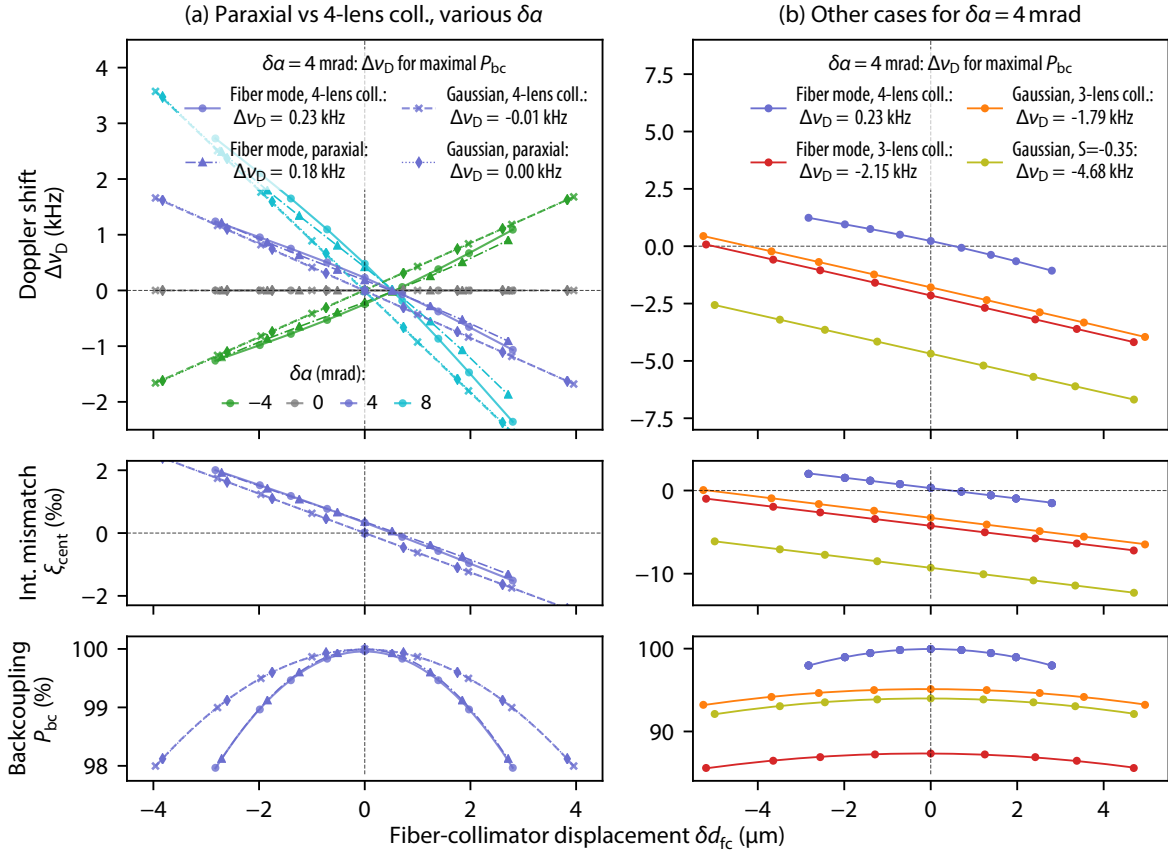 (a) Paraxial vs 4-lens coll., various δα
(b) Other cases for δα = 4 mrad
δα = 4 mrad: Δν_D for maximal P_bc
Fiber mode, 4-lens coll.:
Δν_D = 0.23 kHz
Gaussian, 4-lens coll.:
Δν_D = -0.01 kHz
Fiber mode, paraxial:
Δν_D = 0.18 kHz
Gaussian, paraxial:
Δν_D = 0.00 kHz
4
3
2
1
0
−1
−2
Doppler shift
Δν_D (kHz)
δα (mrad):
−4 0 4 8
δα = 4 mrad: Δν_D for maximal P_bc
Fiber mode, 4-lens coll.:
Δν_D = 0.23 kHz
Gaussian, 3-lens coll.:
Δν_D = -1.79 kHz
Fiber mode, 3-lens coll.:
Δν_D = -2.15 kHz
Gaussian, S=-0.35:
Δν_D = -4.68 kHz
7.5
5.0
2.5
0.0
−2.5
−5.0
−7.5
Int. mismatch
ξ_cent (‰)
2
0
−2
0
−10
Backcoupling
P_bc (%)
100
99
98
100
90
−4 −2 0 2 4
−4 −2 0 2 4
Fiber-collimator displacement δd_fc (μm)